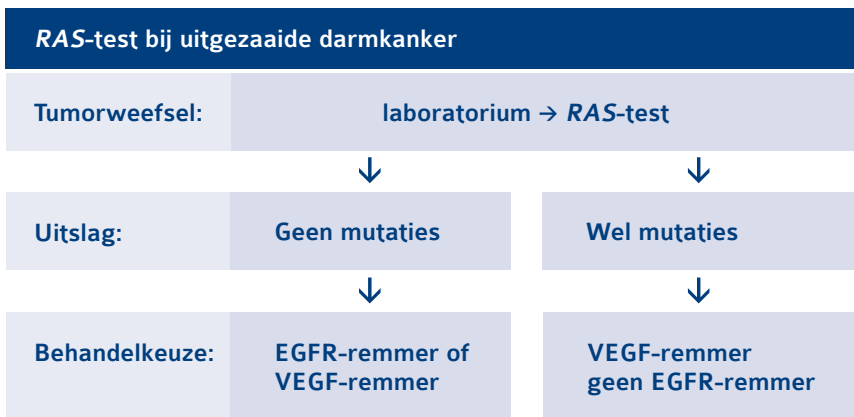 RAS-test bij uitgezaaide darmkanker
Tumorweefsel: laboratorium → RAS-test
Uitslag: Geen mutaties Wel mutaties
Behandelkeuze: EGFR-remmer of VEGF-remmer
VEGF-remmer geen EGFR-remmer